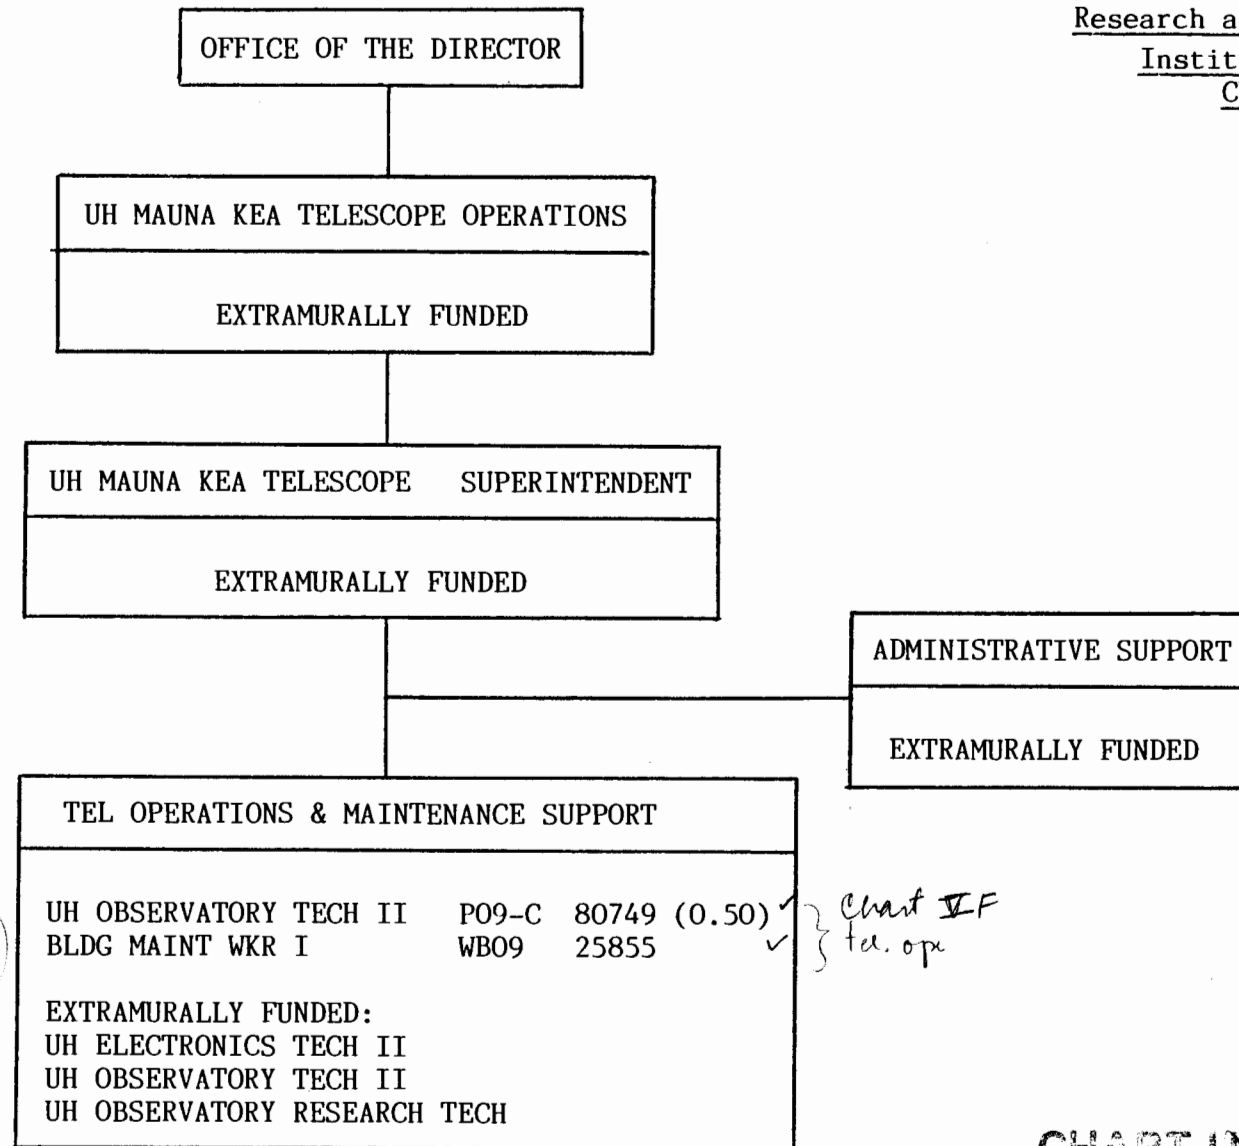 Research a
Instit
C
OFFICE OF THE DIRECTOR
UH MAUNA KEA TELESCOPE OPERATIONS
EXTRAMURALLY FUNDED
UH MAUNA KEA TELESCOPE SUPERINTENDENT
EXTRAMURALLY FUNDED
ADMINISTRATIVE SUPPORT
EXTRAMURALLY FUNDED
TEL OPERATIONS & MAINTENANCE SUPPORT
UH OBSERVATORY TECH II PO9-C 80749 (0.50) ✓
BLDG MAINT WKR I WB09 25855 ✓
Chart VF
tel. ope
EXTRAMURALLY FUNDED:
UH ELECTRONICS TECH II
UH OBSERVATORY TECH II
UH OBSERVATORY RESEARCH TECH
CHART